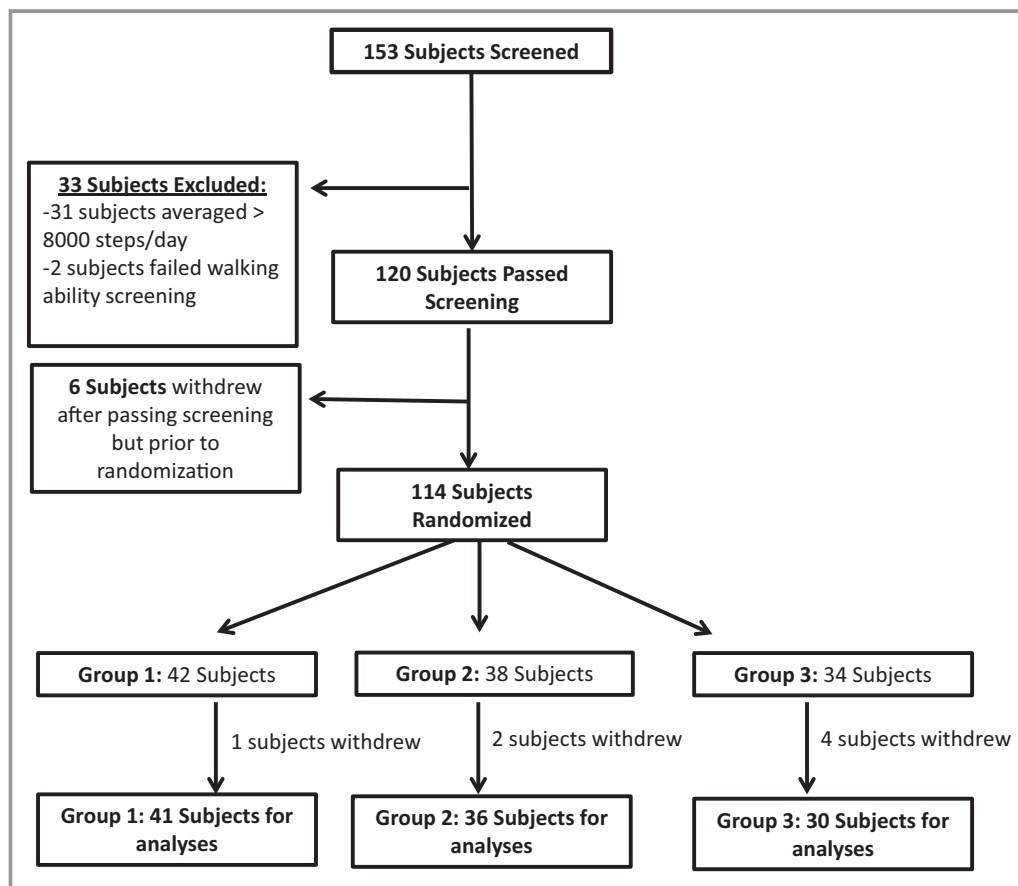 153 Subjects Screened
33 Subjects Excluded:
-31 subjects averaged >
8000 steps/day
-2 subjects failed walking
ability screening
120 Subjects Passed
Screening
6 Subjects withdrew
after passing screening
but prior to
randomization
114 Subjects
Randomized
Group 1: 42 Subjects
Group 2: 38 Subjects
Group 3: 34 Subjects
1 subjects withdrew
2 subjects withdrew
4 subjects withdrew
Group 1: 41 Subjects for
analyses
Group 2: 36 Subjects for
analyses
Group 3: 30 Subjects for
analyses